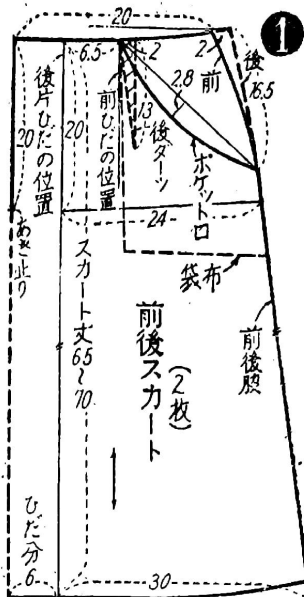 1
20
6.5
2
2
前
後
16.5
2.8
13
後ダーツ
ポケット口
前ひだの位置
後片ひだの位置
20
20
あき止り
24
袋布
スカート丈65~70
前後スカート
(2枚)
前後脇
ひだ分
6
30